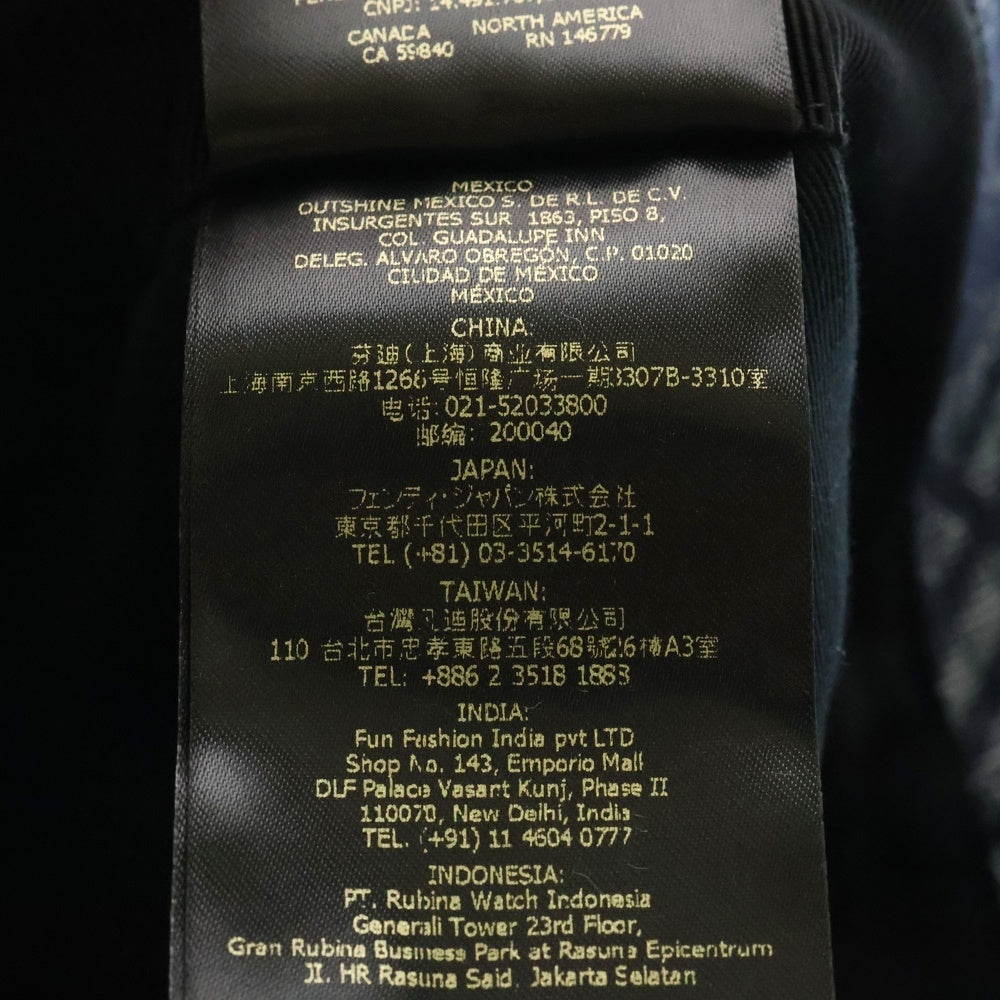 CNPJ:
CANADA NORTH AMERICA
CA 59840 RN 146779
MEXICO
OUTSHINE MEXICO S. DE R.L. DE C.V.
INSURGENTES SUR 1863, PISO 8,
COL. GUADALUPE INN
DELEG. ALVARO OBREGÓN, C.P. 01020
CIUDAD DE MÉXICO
MÉXICO
CHINA:
芬迪(上海)商业有限公司
上海南京西路1266号恒隆广场一期3307B-3310室
电话: 021-52033800
邮编: 200040
JAPAN:
フェンディ・ジャパン株式会社
東京都千代田区平河町2-1-1
TEL (+81) 03-3514-6170
TAIWAN:
台灣凡迪股份有限公司
110 台北市忠孝東路五段68號26樓A3室
TEL: +886 2 3518 1883
INDIA:
Fun Fashion India pvt LTD
Shop No. 143, Emporio Mall
DLF Palace Vasant Kunj, Phase II
110070, New Delhi, India
TEL. (+91) 11 4604 0777
INDONESIA:
PT. Rubina Watch Indonesia
Generali Tower 23rd Floor,
Gran Rubina Business Park at Rasuna Epicentrum
JI. HR Rasuna Said, Jakarta Selatan